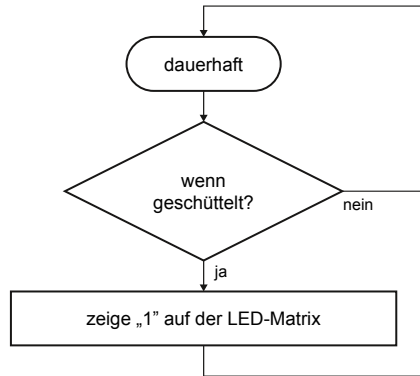 dauerhaft
wenn
geschüttelt?
nein
ja
zeige „1” auf der LED-Matrix